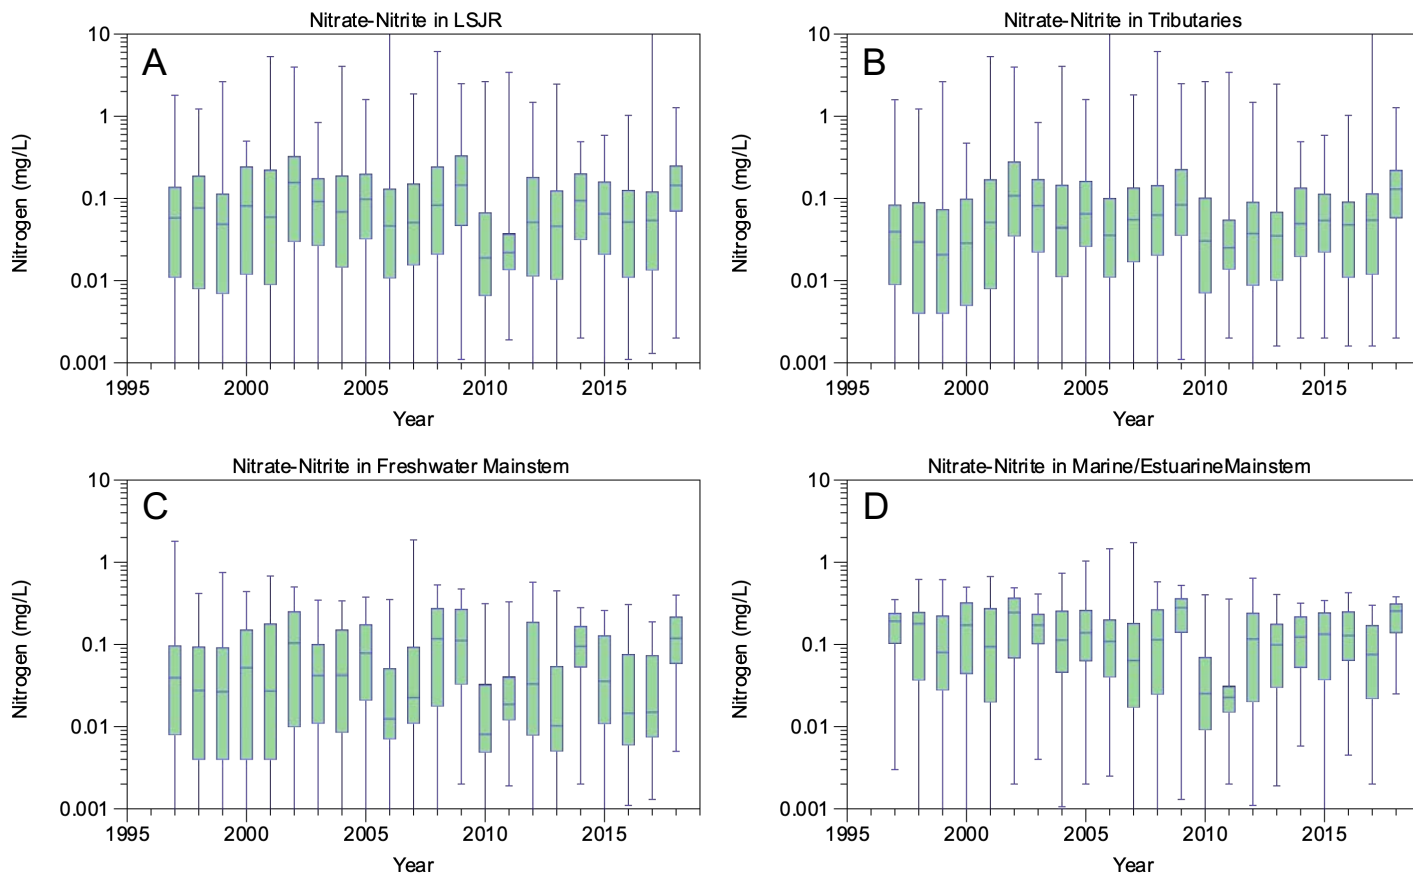 Nitrate-Nitrite in LSJR
A
Nitrogen (mg/L)
10
1
0.1
0.01
0.001
1995 2000 2005 2010 2015
Year
Nitrate-Nitrite in Tributaries
B
Nitrogen (mg/L)
10
1
0.1
0.01
0.001
1995 2000 2005 2010 2015
Year
Nitrate-Nitrite in Freshwater Mainstem
C
Nitrogen (mg/L)
10
1
0.1
0.01
0.001
1995 2000 2005 2010 2015
Year
Nitrate-Nitrite in Marine/EstuarineMainstem
D
Nitrogen (mg/L)
10
1
0.1
0.01
0.001
1995 2000 2005 2010 2015
Year